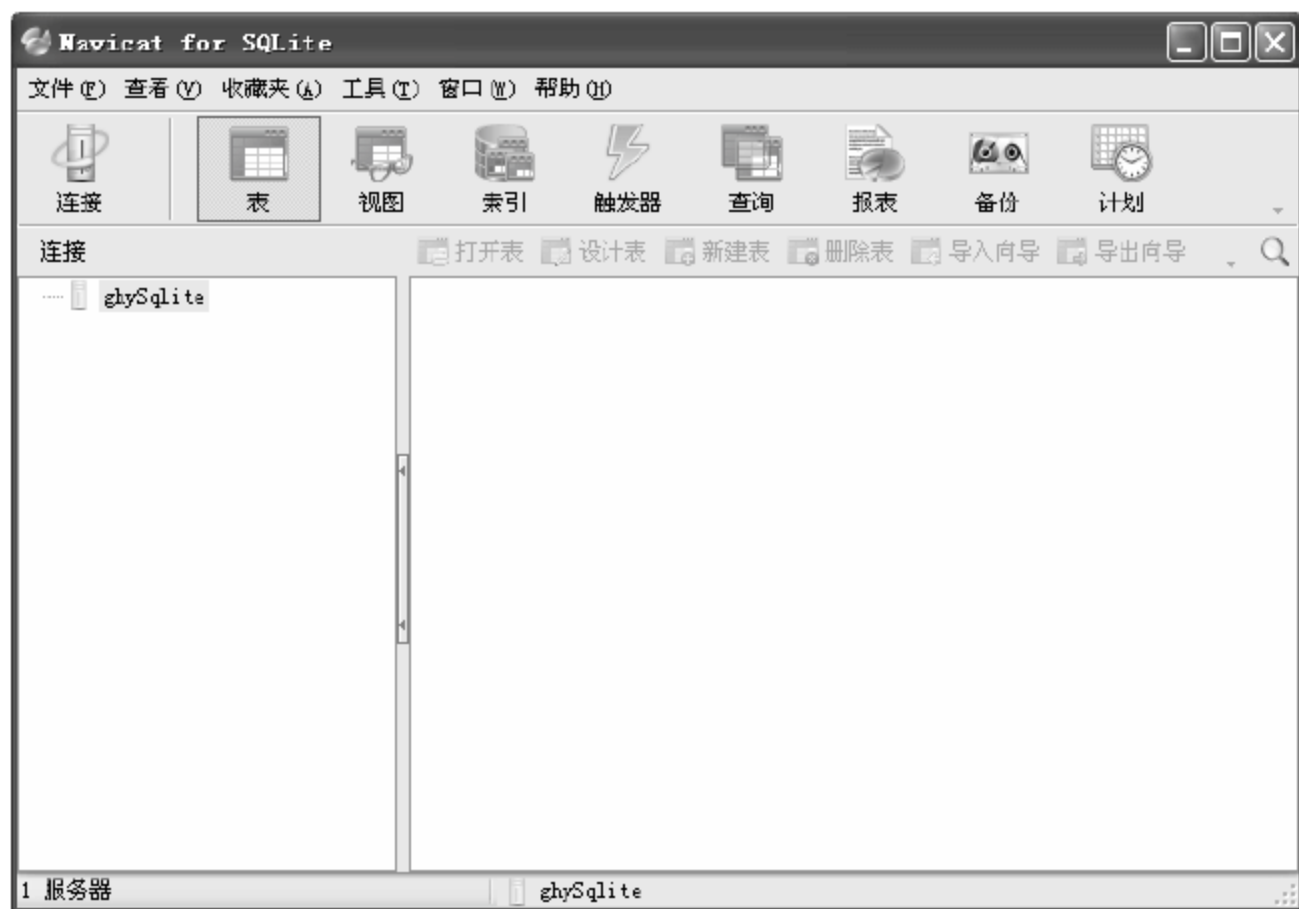 Navicat for SQLite
文件(F) 查看(V) 收藏夹(A) 工具(T) 窗口(W) 帮助(H)
连接 表 视图 索引 触发器 查询 报表 备份 计划
连接 打开表 设计表 新建表 删除表 导入向导 导出向导
ghySqlite
1 服务器 ghySqlite